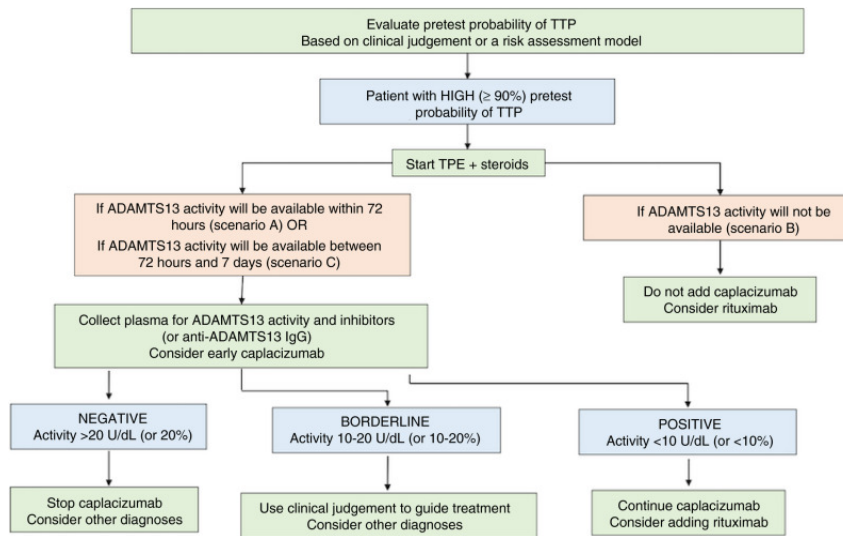 Evaluate pretest probability of TTP
Based on clinical judgement or a risk assessment model
Patient with HIGH (≥ 90%) pretest
probability of TTP
Start TPE + steroids
If ADAMTS13 activity will be available within 72
hours (scenario A) OR
If ADAMTS13 activity will be available between
72 hours and 7 days (scenario C)
If ADAMTS13 activity will not be
available (scenario B)
Do not add caplacizumab
Consider rituximab
Collect plasma for ADAMTS13 activity and inhibitors
(or anti-ADAMTS13 IgG)
Consider early caplacizumab
NEGATIVE
Activity >20 U/dL (or 20%)
BORDERLINE
Activity 10-20 U/dL (or 10-20%)
POSITIVE
Activity <10 U/dL (or <10%)
Stop caplacizumab
Consider other diagnoses
Use clinical judgement to guide treatment
Consider other diagnoses
Continue caplacizumab
Consider adding rituximab